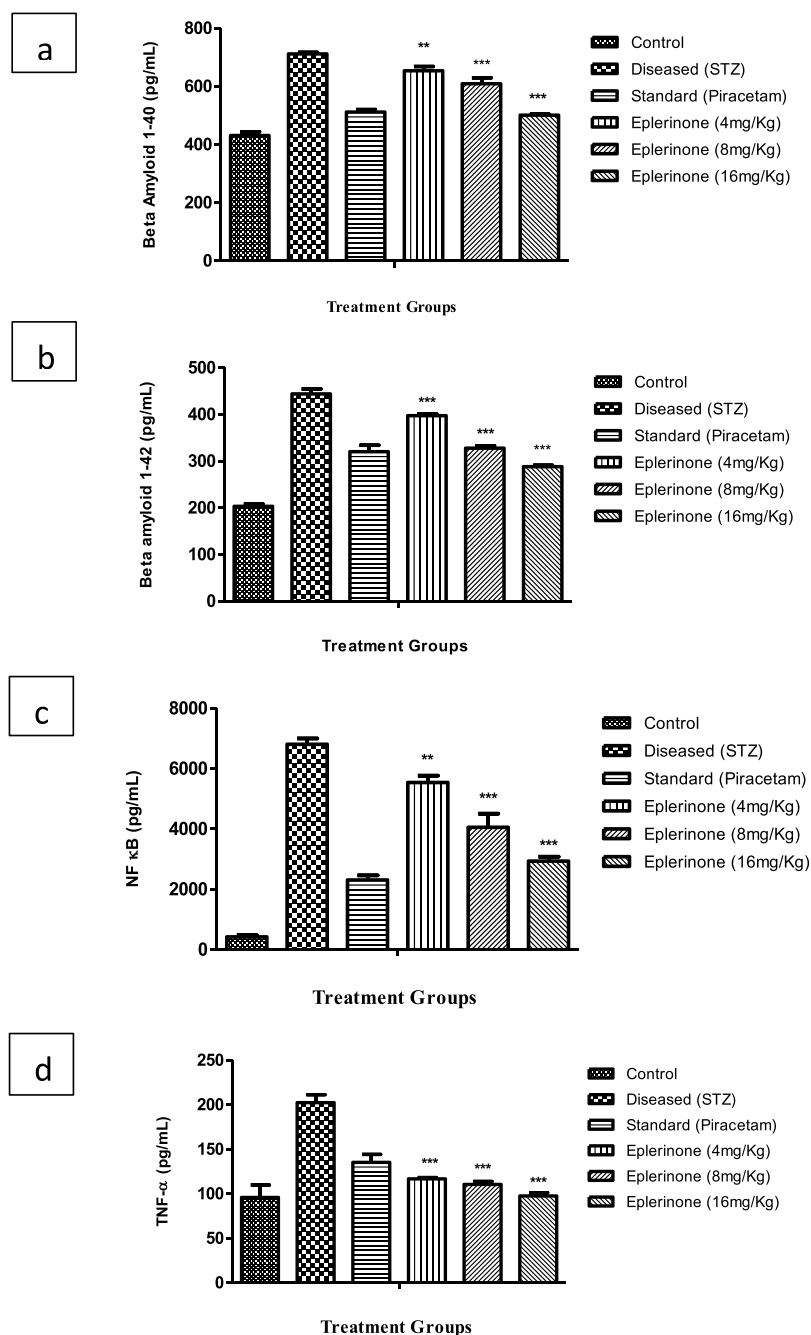 a
Beta Amyloid 1-40 (pg/mL)
800
600
400
200
0
**
***
***
Treatment Groups
Control
Diseased (STZ)
Standard (Piracetam)
Eplerinone (4mg/Kg)
Eplerinone (8mg/Kg)
Eplerinone (16mg/Kg)
b
Beta amyloid 1-42 (pg/mL)
500
400
300
200
100
0
***
***
***
Treatment Groups
Control
Diseased (STZ)
Standard (Piracetam)
Eplerinone (4mg/Kg)
Eplerinone (8mg/Kg)
Eplerinone (16mg/Kg)
c
NF κB (pg/mL)
8000
6000
4000
2000
0
**
***
***
Treatment Groups
Control
Diseased (STZ)
Standard (Piracetam)
Eplerinone (4mg/Kg)
Eplerinone (8mg/Kg)
Eplerinone (16mg/Kg)
d
TNF-α (pg/mL)
250
200
150
100
50
0
***
***
***
Treatment Groups
Control
Diseased (STZ)
Standard (Piracetam)
Eplerinone (4mg/Kg)
Eplerinone (8mg/Kg)
Eplerinone (16mg/Kg)